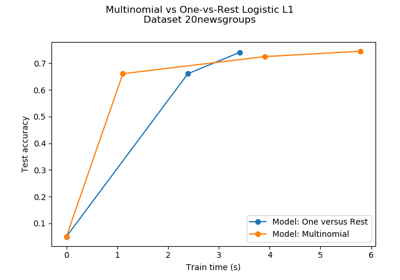 Multinomial vs One-vs-Rest Logistic L1
Dataset 20newsgroups
0.7
0.6
0.5
0.4
0.3
0.2
0.1
Test accuracy
Model: One versus Rest
Model: Multinomial
0 1 2 3 4 5 6
Train time (s)